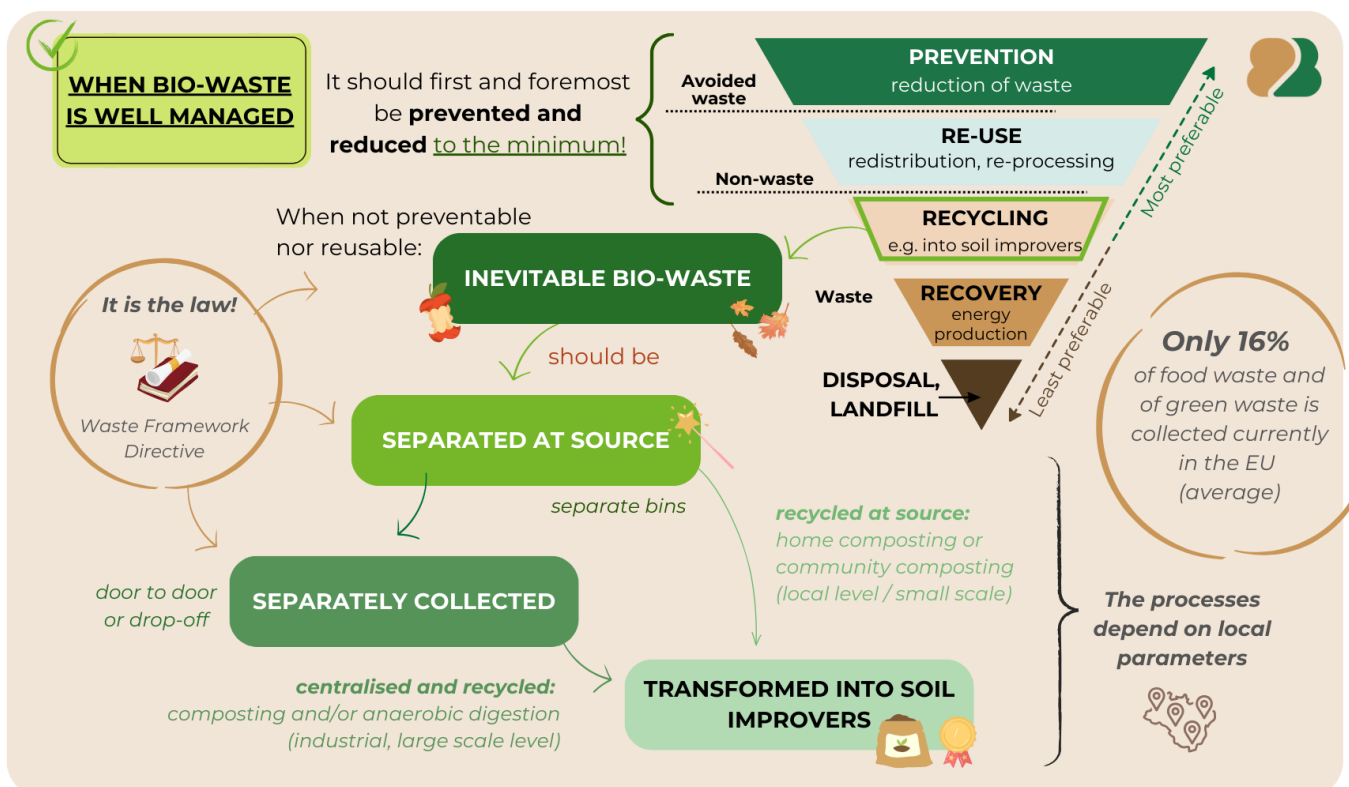 WHEN BIO-WASTE
IS WELL MANAGED
It should first and foremost
be prevented and
reduced to the minimum!
Avoided
waste
PREVENTION
reduction of waste
RE-USE
redistribution, re-processing
Non-waste
RECYCLING
e.g. into soil improvers
Waste
RECOVERY
energy
production
DISPOSAL,
LANDFILL
Most preferable
Least preferable
When not preventable
nor reusable:
INEVITABLE BIO-WASTE
It is the law!
Waste Framework
Directive
should be
SEPARATED AT SOURCE
separate bins
Only 16%
of food waste and
of green waste is
collected currently
in the EU
(average)
recycled at source:
home composting or
community composting
(local level / small scale)
door to door
or drop-off
SEPARATELY COLLECTED
The processes
depend on local
parameters
centralised and recycled:
composting and/or anaerobic digestion
(industrial, large scale level)
TRANSFORMED INTO SOIL
IMPROVERS